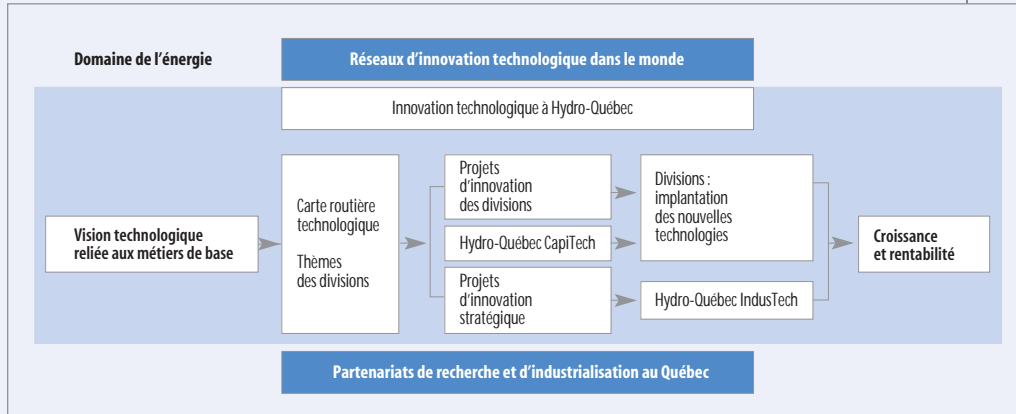 Domaine de l'énergie
Réseaux d'innovation technologique dans le monde
Innovation technologique à Hydro-Québec
Vision technologique
reliée aux métiers de base
Carte routière
technologique
Thèmes
des divisions
Projets
d'innovation
des divisions
Hydro-Québec CapiTech
Projets
d'innovation
stratégique
Divisions :
implantation
des nouvelles
technologies
Hydro-Québec IndusTech
Croissance
et rentabilité
Partenariats de recherche et d'industrialisation au Québec